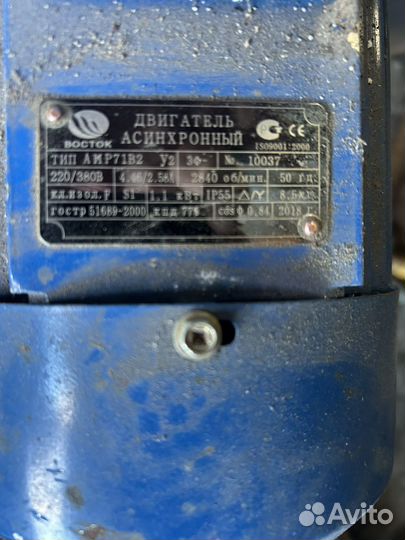 ДВИГАТЕЛЬ
АСИНХРОННЫЙ
ВОСТОК
ISO9001:2000
ТИП АИР71В2 У2 3Ф~ № 10037
220/380В 4.46/2.58А 2840 об/мин. 50 гц
кл.изол. F S1 1.1 кВт IP55 Δ/Y 8.6кг
гост р 51689-2000 кпд 77% cos φ 0.84 2018 г
Avito